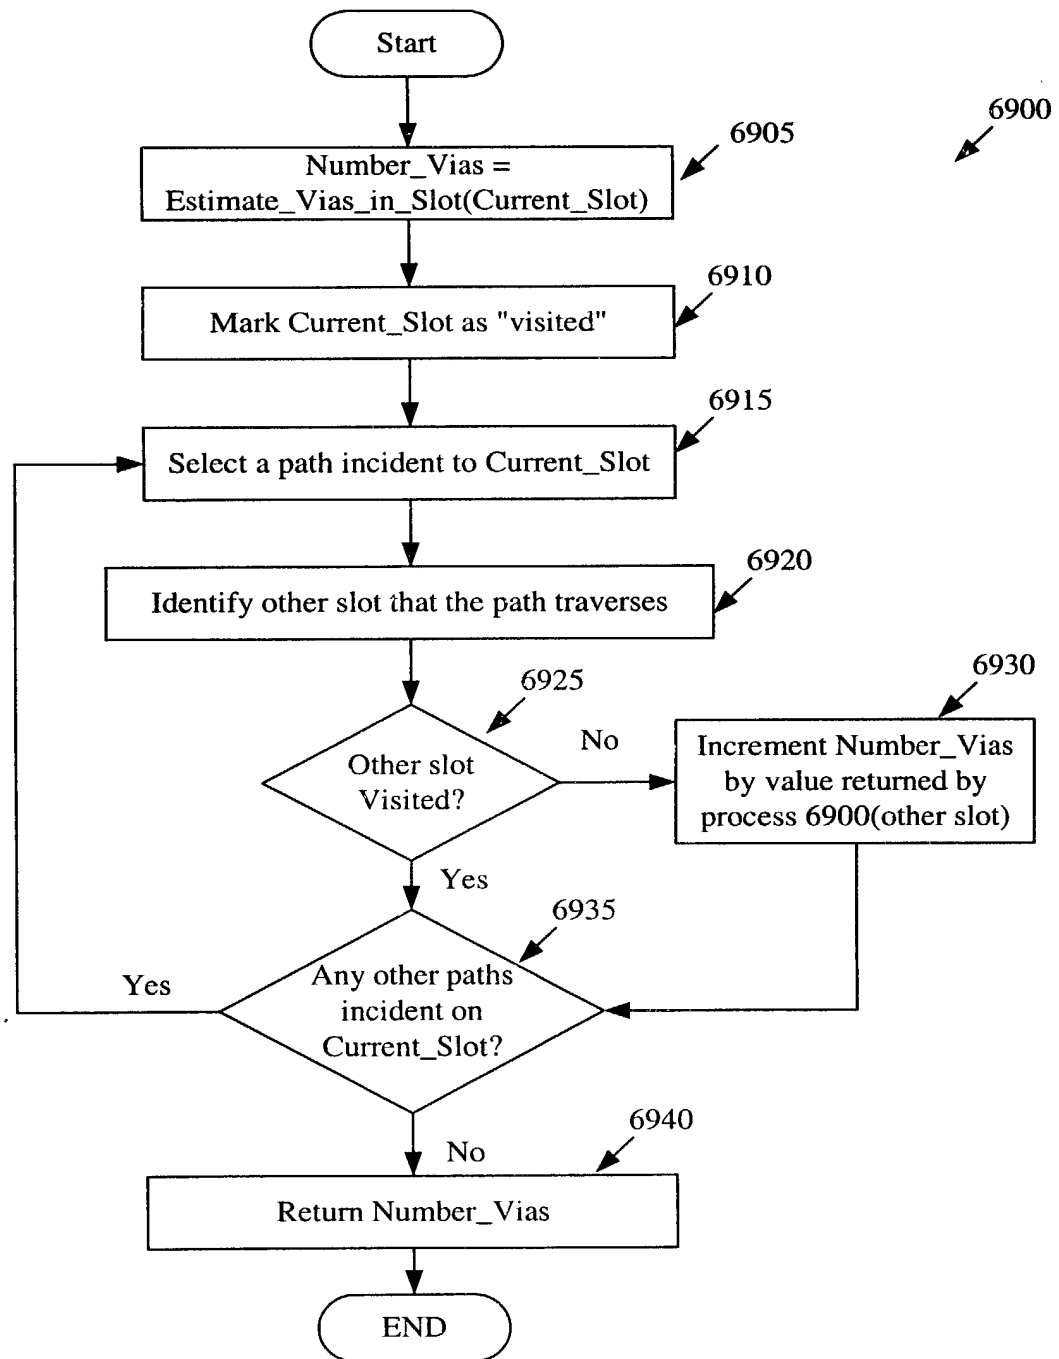 Start
6900
6905
Number_Vias =
Estimate_Vias_in_Slot(Current_Slot)
6910
Mark Current_Slot as "visited"
6915
Select a path incident to Current_Slot
6920
Identify other slot that the path traverses
6925
6930
Other slot
Visited?
No
Increment Number_Vias
by value returned by
process 6900(other slot)
Yes
6935
Any other paths
incident on
Current_Slot?
Yes
No
6940
Return Number_Vias
END